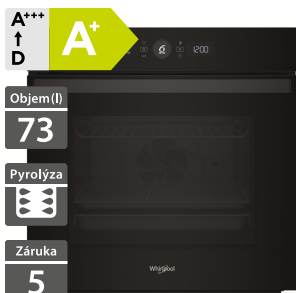 A+++
D
A+
12:00
Objem(l)
73
Pyrolýza
Záruka
5
Whirlpool